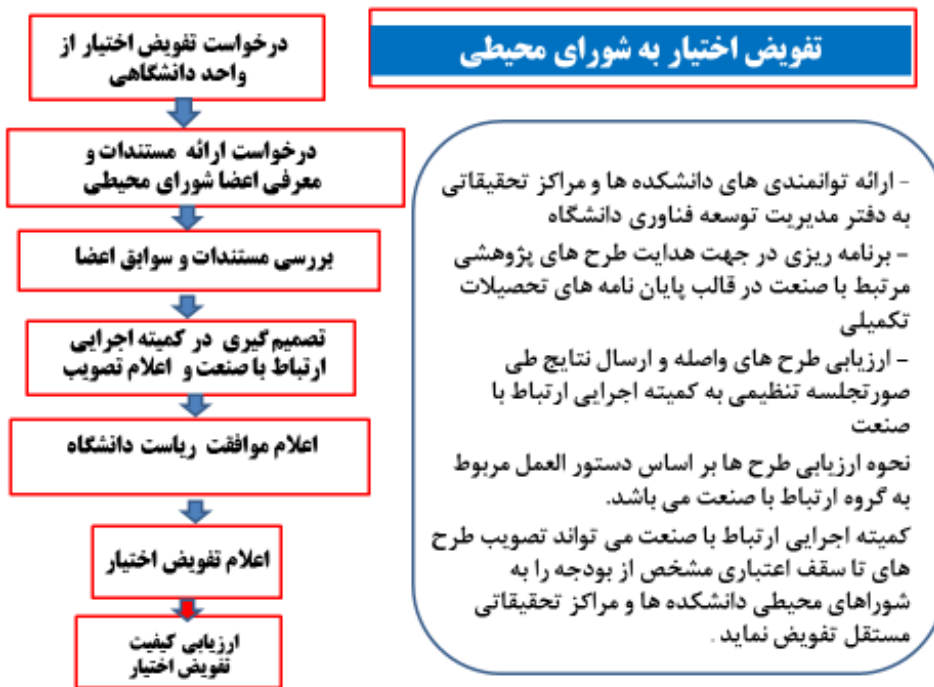 تفویض اختیار به شورای محیطی
درخواست تفویض اختیار از
واحد دانشگاهی
درخواست ارائه مستندات و
معرفی اعضا شورای محیطی
بررسی مستندات و سوابق اعضا
تصمیم گیری در کمیته اجرایی
ارتباط با صنعت و اعلام تصویب
اعلام موافقت ریاست دانشگاه
اعلام تفویض اختیار
ارزیابی کیفیت
تفویض اختیار
- ارائه توانمندی های دانشکده ها و مراکز تحقیقاتی
به دفتر مدیریت توسعه فناوری دانشگاه
- برنامه ریزی در جهت هدایت طرح های پژوهشی
مرتبط با صنعت در قالب پایان نامه های تحصیلات
تکمیلی
- ارزیابی طرح های واصله و ارسال نتایج طی
صورتجلسه تنظیمی به کمیته اجرایی ارتباط با
صنعت
نحوه ارزیابی طرح ها بر اساس دستور العمل مربوط
به گروه ارتباط با صنعت می باشد.
کمیته اجرایی ارتباط با صنعت می تواند تصویب طرح
های تا سقف اعتباری مشخص از بودجه را به
شوراهای محیطی دانشکده ها و مراکز تحقیقاتی
مستقل تفویض نماید .